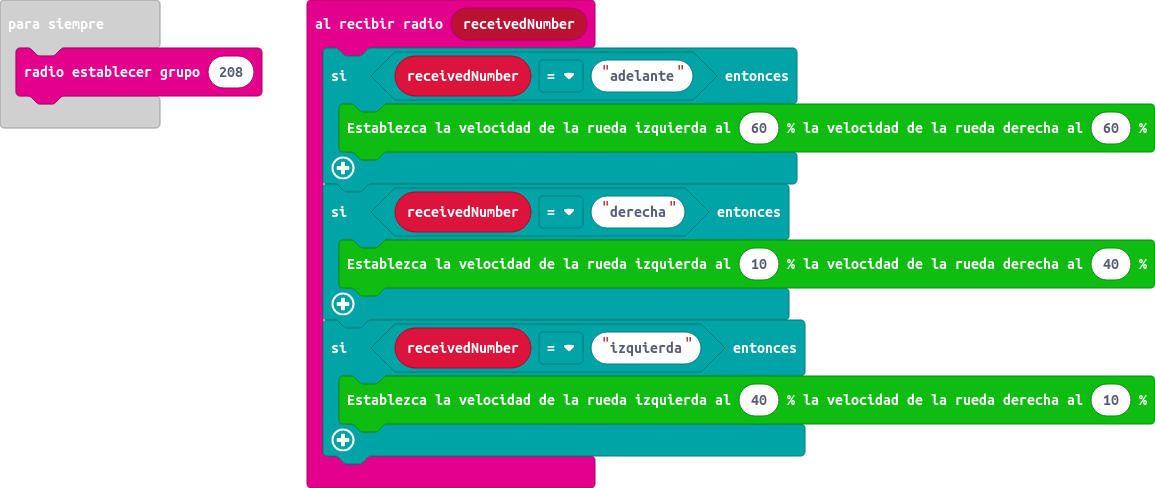 para siempre
radio establecer grupo 208
al recibir radio receivedNumber
si receivedNumber = "adelante" entonces
Establezca la velocidad de la rueda izquierda al 60 % la velocidad de la rueda derecha al 60 %
si receivedNumber = "derecha" entonces
Establezca la velocidad de la rueda izquierda al 10 % la velocidad de la rueda derecha al 40 %
si receivedNumber = "izquierda" entonces
Establezca la velocidad de la rueda izquierda al 40 % la velocidad de la rueda derecha al 10 %